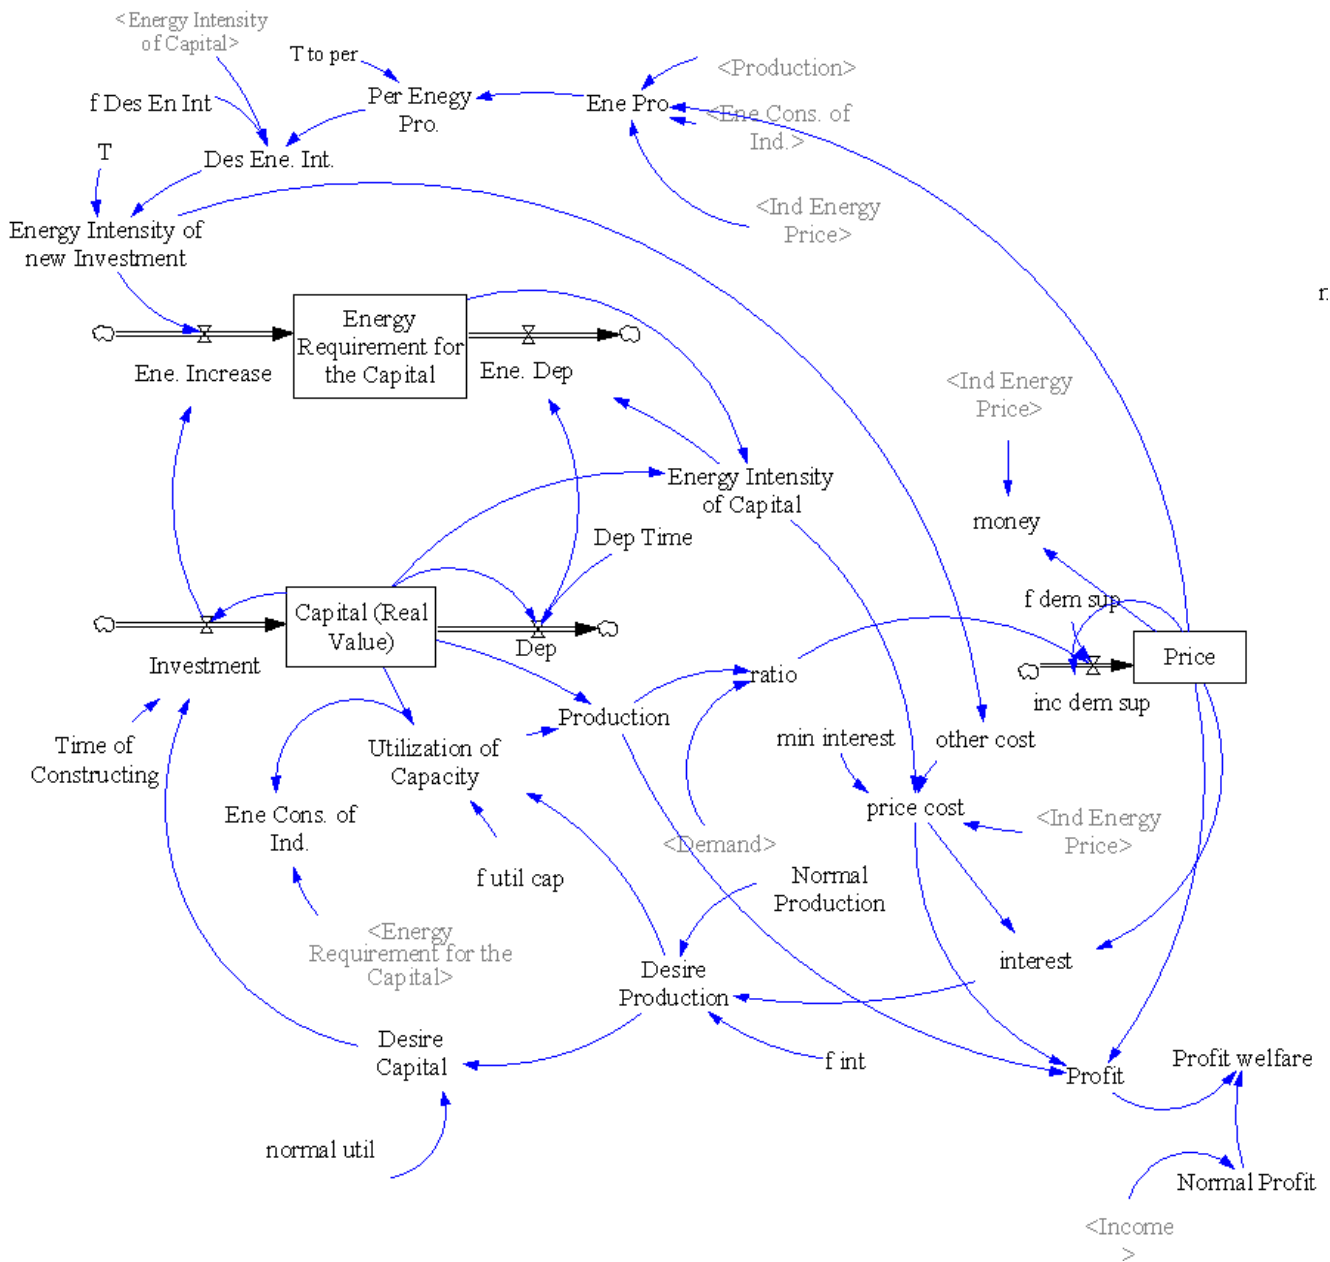 <Energy Intensity
of Capital>
T to per
<Production>
f Des En Int
Per Enegy
Pro.
Ene Pro.
<Ene Cons. of
Ind.>
T
Des Ene. Int.
<Ind Energy
Price>
Energy Intensity of
new Investment
n
Energy
Requirement for
the Capital
Ene. Increase
Ene. Dep
<Ind Energy
Price>
Energy Intensity
of Capital
money
Dep Time
f dem sup
Capital (Real
Value)
Investment
Dep
Price
ratio
inc dem sup
Production
Time of
Constructing
Utilization of
Capacity
min interest
other cost
Ene Cons. of
Ind.
price cost
<Ind Energy
Price>
<Demand>
f util cap
Normal
Production
<Energy
Requirement for the
Capital>
Desire
Production
interest
Desire
Capital
f int
Profit
Profit welfare
normal util
Normal Profit
<Income
>